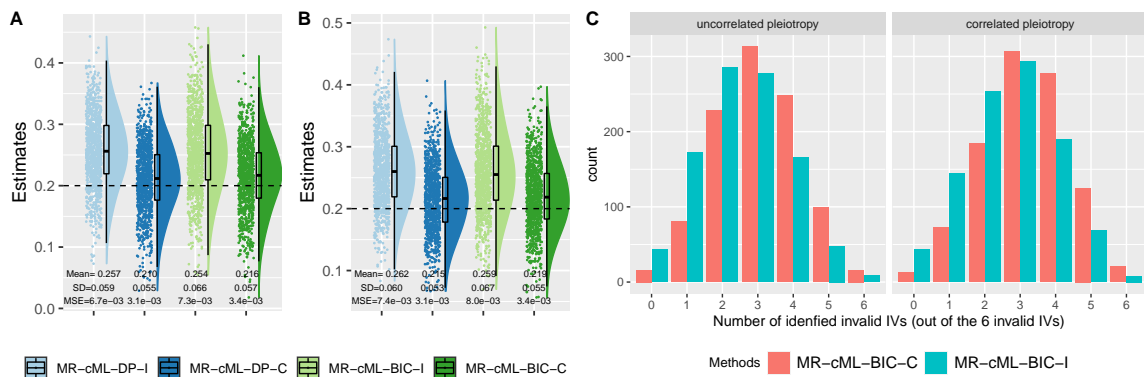 A
B
C
Estimates
0.4
0.3
0.2
0.1
0.0
Mean= 0.257 0.210 0.254 0.216
SD=0.059 0.055 0.066 0.057
MSE=6.7e−03 3.1e−03 7.3e−03 3.4e−03
Estimates
0.5
0.4
0.3
0.2
0.1
Mean= 0.262 0.215 0.259 0.219
SD=0.060 0.053 0.067 0.055
MSE=7.4e−03 3.1e−03 8.0e−03 3.4e−03
MR−cML−DP−I MR−cML−DP−C MR−cML−BIC−I MR−cML−BIC−C
uncorrelated pleiotropy correlated pleiotropy
count
300
200
100
0
0 1 2 3 4 5 6 0 1 2 3 4 5 6
Number of idenfied invalid IVs (out of the 6 invalid IVs)
Methods MR−cML−BIC−C MR−cML−BIC−I